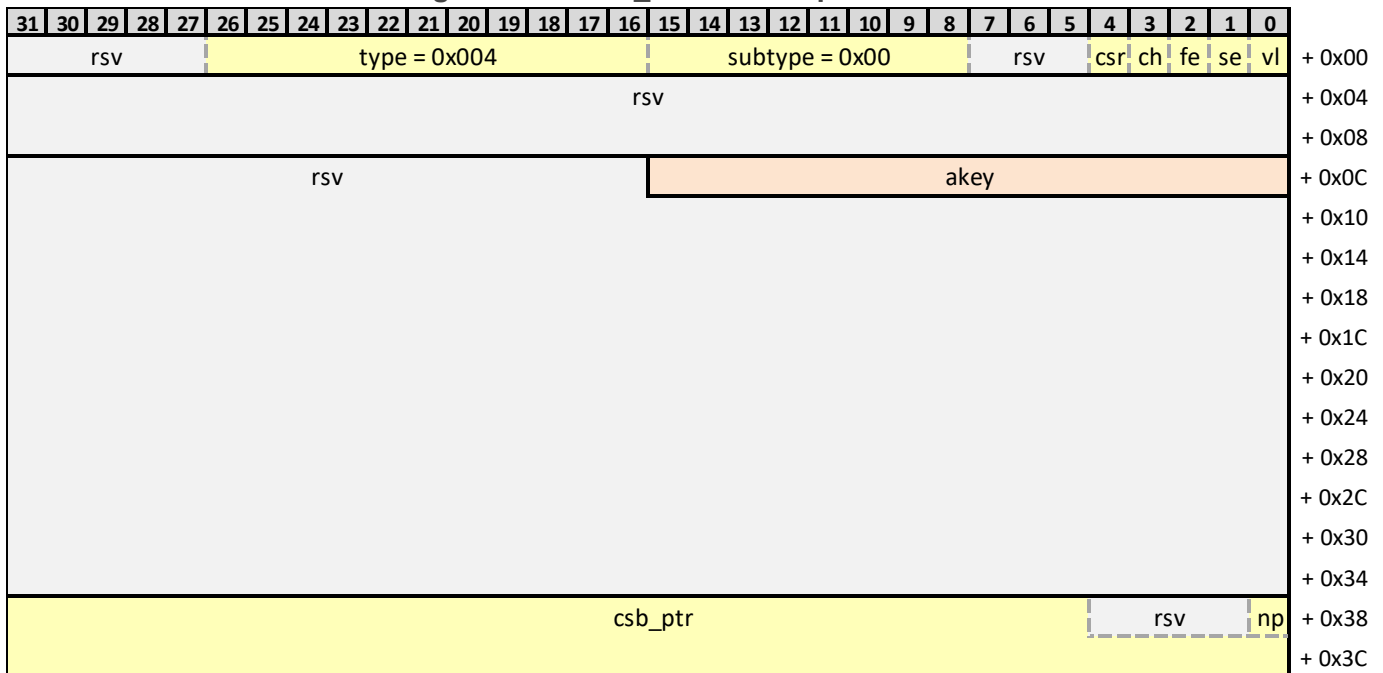 31 30 29 28 27 26 25 24 23 22 21 20 19 18 17 16 15 14 13 12 11 10 9 8 7 6 5 4 3 2 1 0
rsv type = 0x004 subtype = 0x00 rsv csr ch fe se vl + 0x00
rsv + 0x04
+ 0x08
rsv akey + 0x0C
+ 0x10
+ 0x14
+ 0x18
+ 0x1C
+ 0x20
+ 0x24
+ 0x28
+ 0x2C
+ 0x30
+ 0x34
csb_ptr rsv np + 0x38
+ 0x3C